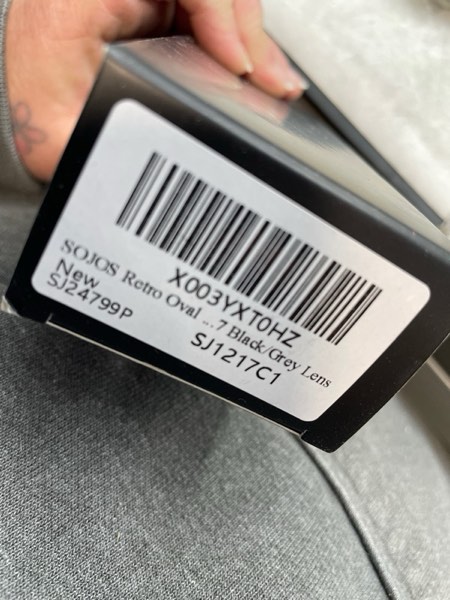 X003YXT0HZ
SOJOS Retro Oval ...7 Black/Grey Lens
New
SJ24799P
SJ1217C1